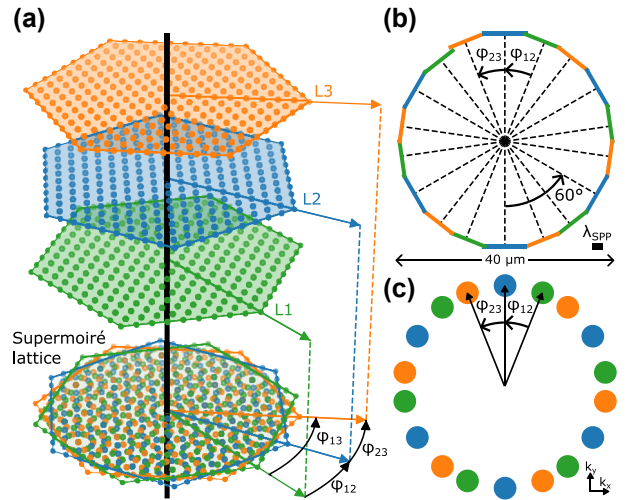 (a)
L3
L2
L1
Supermoiré
lattice
φ13
φ23
φ12
(b)
φ23
φ12
60°
λSPP
40 μm
(c)
φ23
φ12
ky
kx